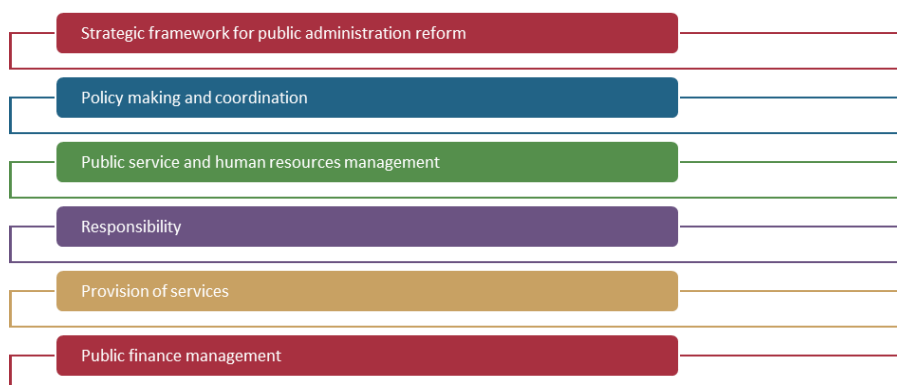 Strategic framework for public administration reform
Policy making and coordination
Public service and human resources management
Responsibility
Provision of services
Public finance management